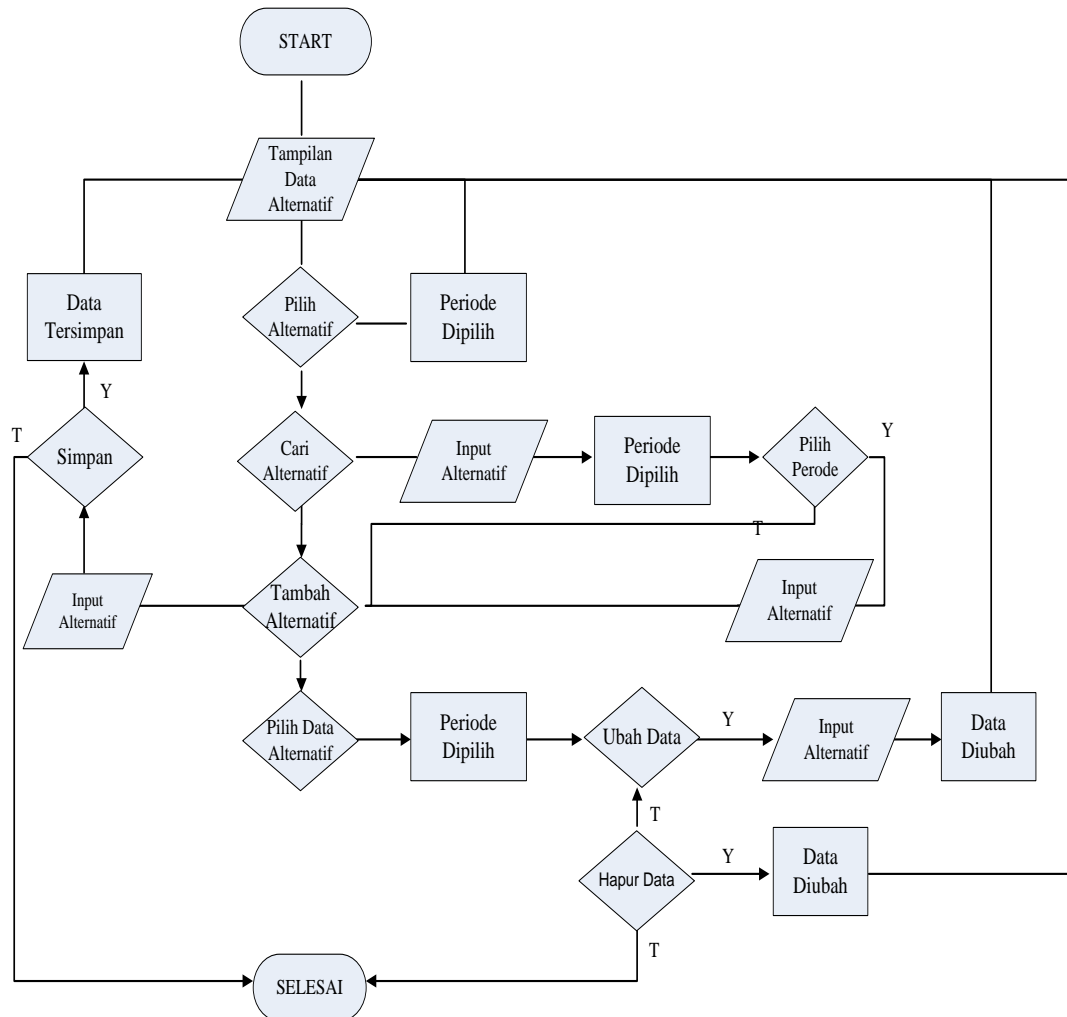 START
Tampilan
Data
Alternatif
Data
Tersimpan
Pilih
Alternatif
Periode
Dipilih
Y
T
Simpan
Cari
Alternatif
Input
Alternatif
Periode
Dipilih
Pilih
Perode
Y
T
Input
Alternatif
Tambah
Alternatif
Input
Alternatif
Pilih Data
Alternatif
Periode
Dipilih
Ubah Data
Y
Input
Alternatif
Data
Diubah
T
Hapur Data
Y
Data
Diubah
T
SELESAI